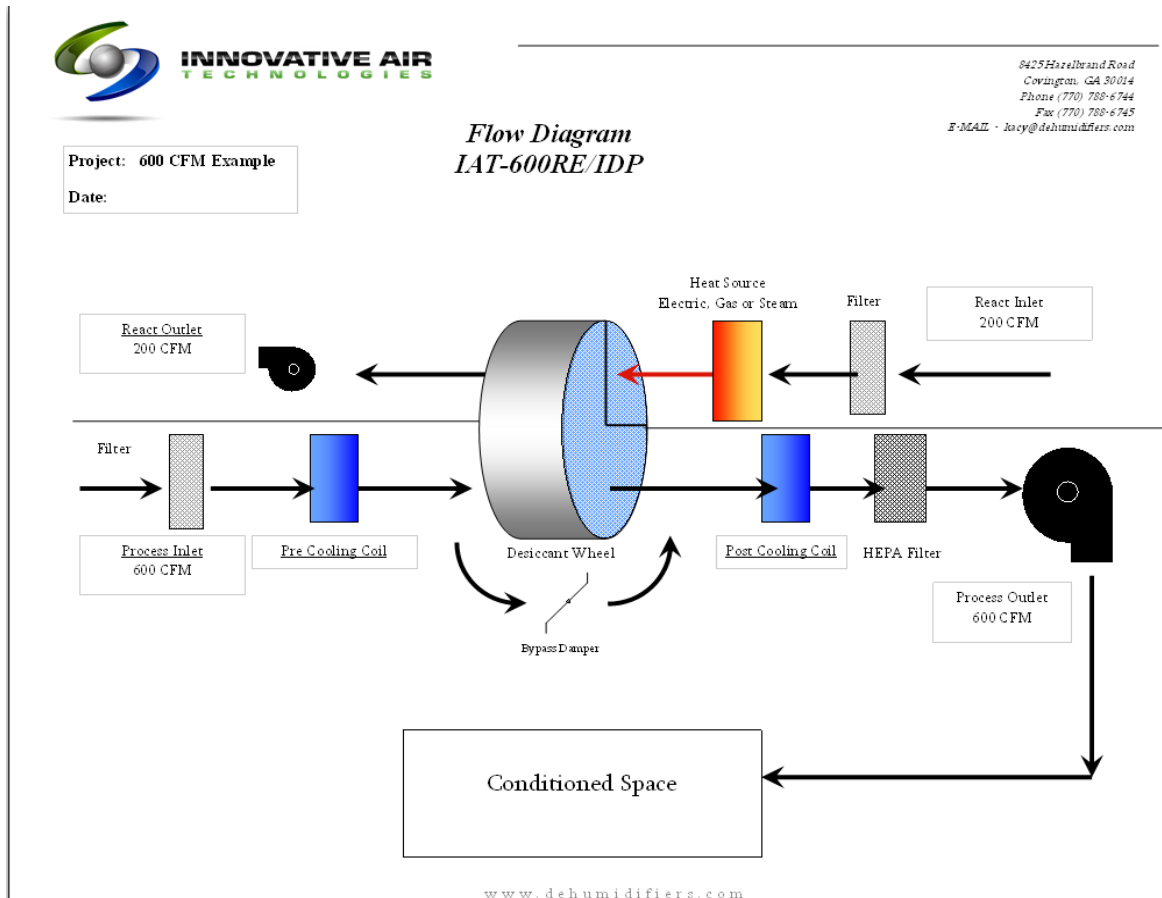 INNOVATIVE AIR
TECHNOLOGIES
8425 Hazelbrand Road
Covington, GA 30014
Phone (770) 788-6744
Fax (770) 788-6745
E-MAIL - kacy@dehumidifiers.com
Flow Diagram
IAT-600RE/IDP
Project: 600 CFM Example
Date:
Heat Source
Electric, Gas or Steam
Filter
React Inlet
200 CFM
React Outlet
200 CFM
Filter
Process Inlet
600 CFM
Pre Cooling Coil
Desiccant Wheel
Post Cooling Coil
HEPA Filter
Process Outlet
600 CFM
Bypass Damper
Conditioned Space
www.dehumidifiers.com